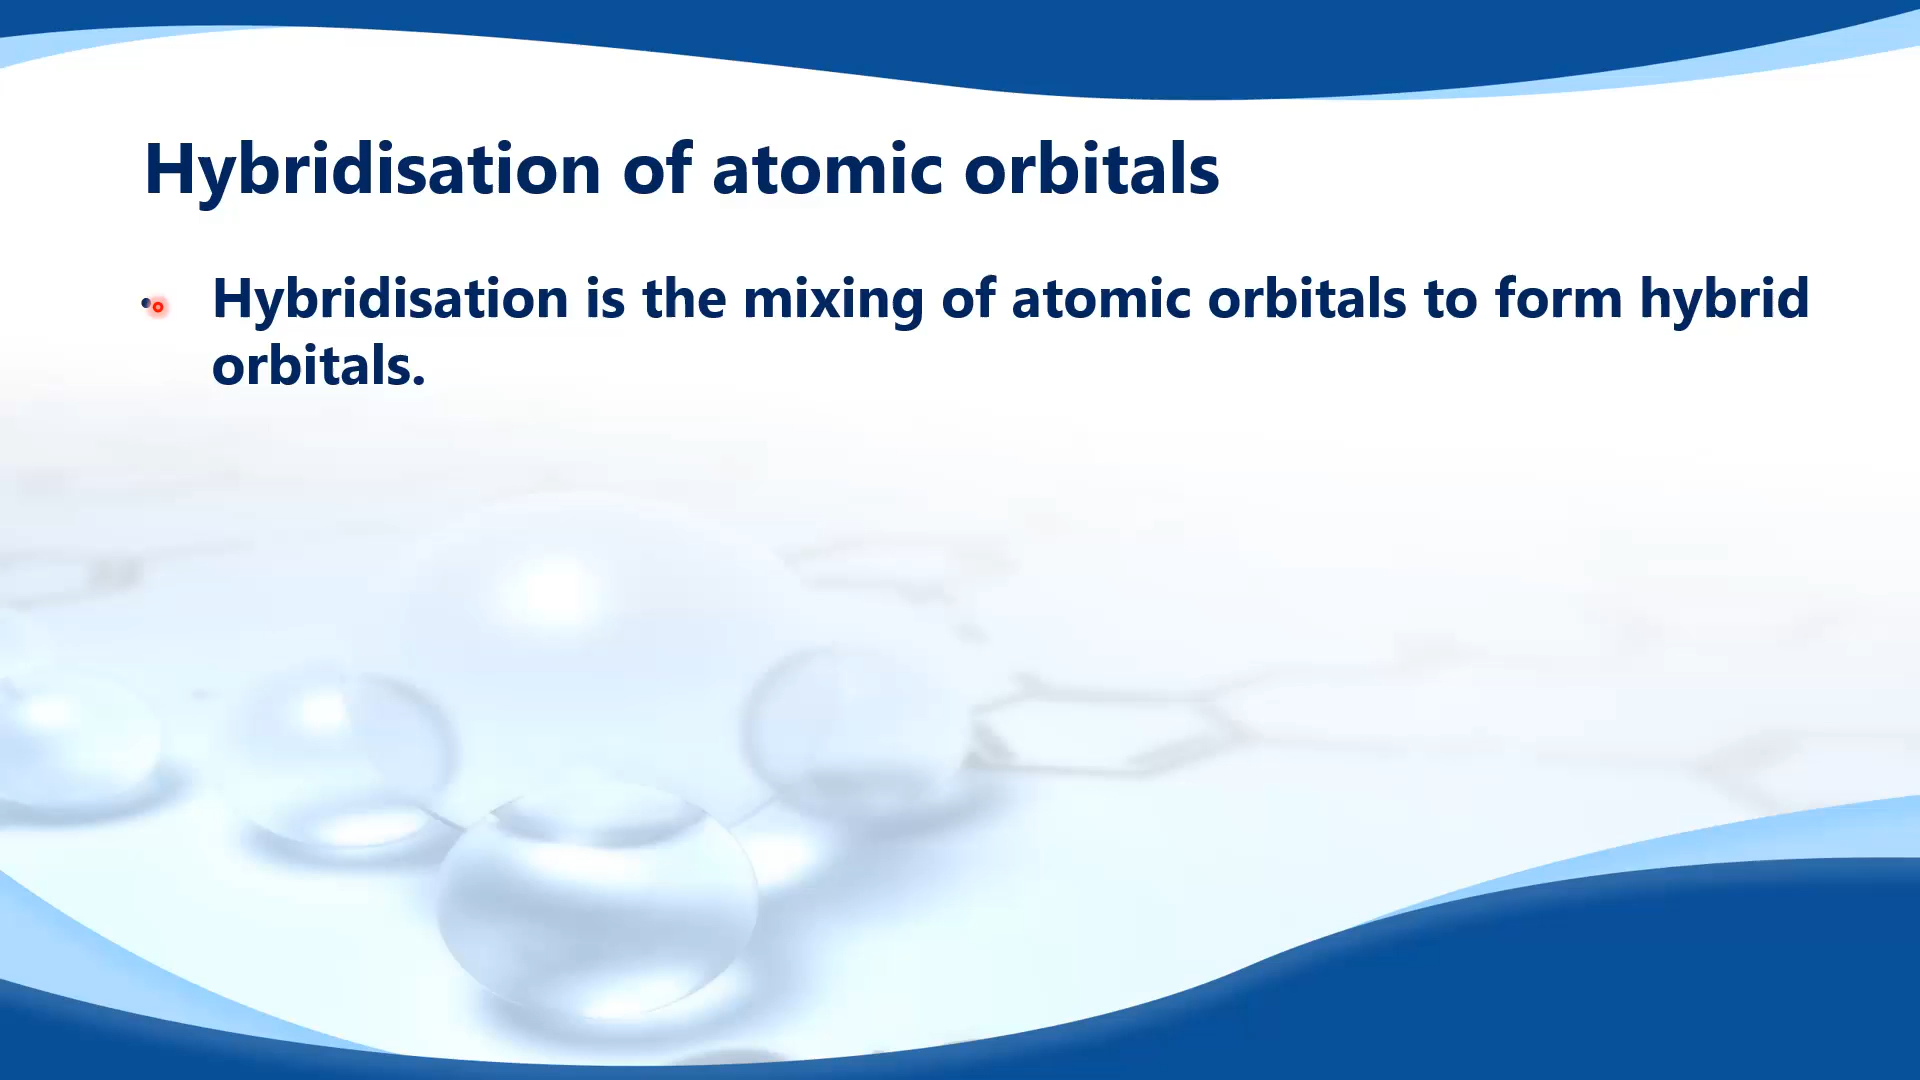 Hybridisation of atomic orbitals
• Hybridisation is the mixing of atomic orbitals to form hybrid
orbitals.